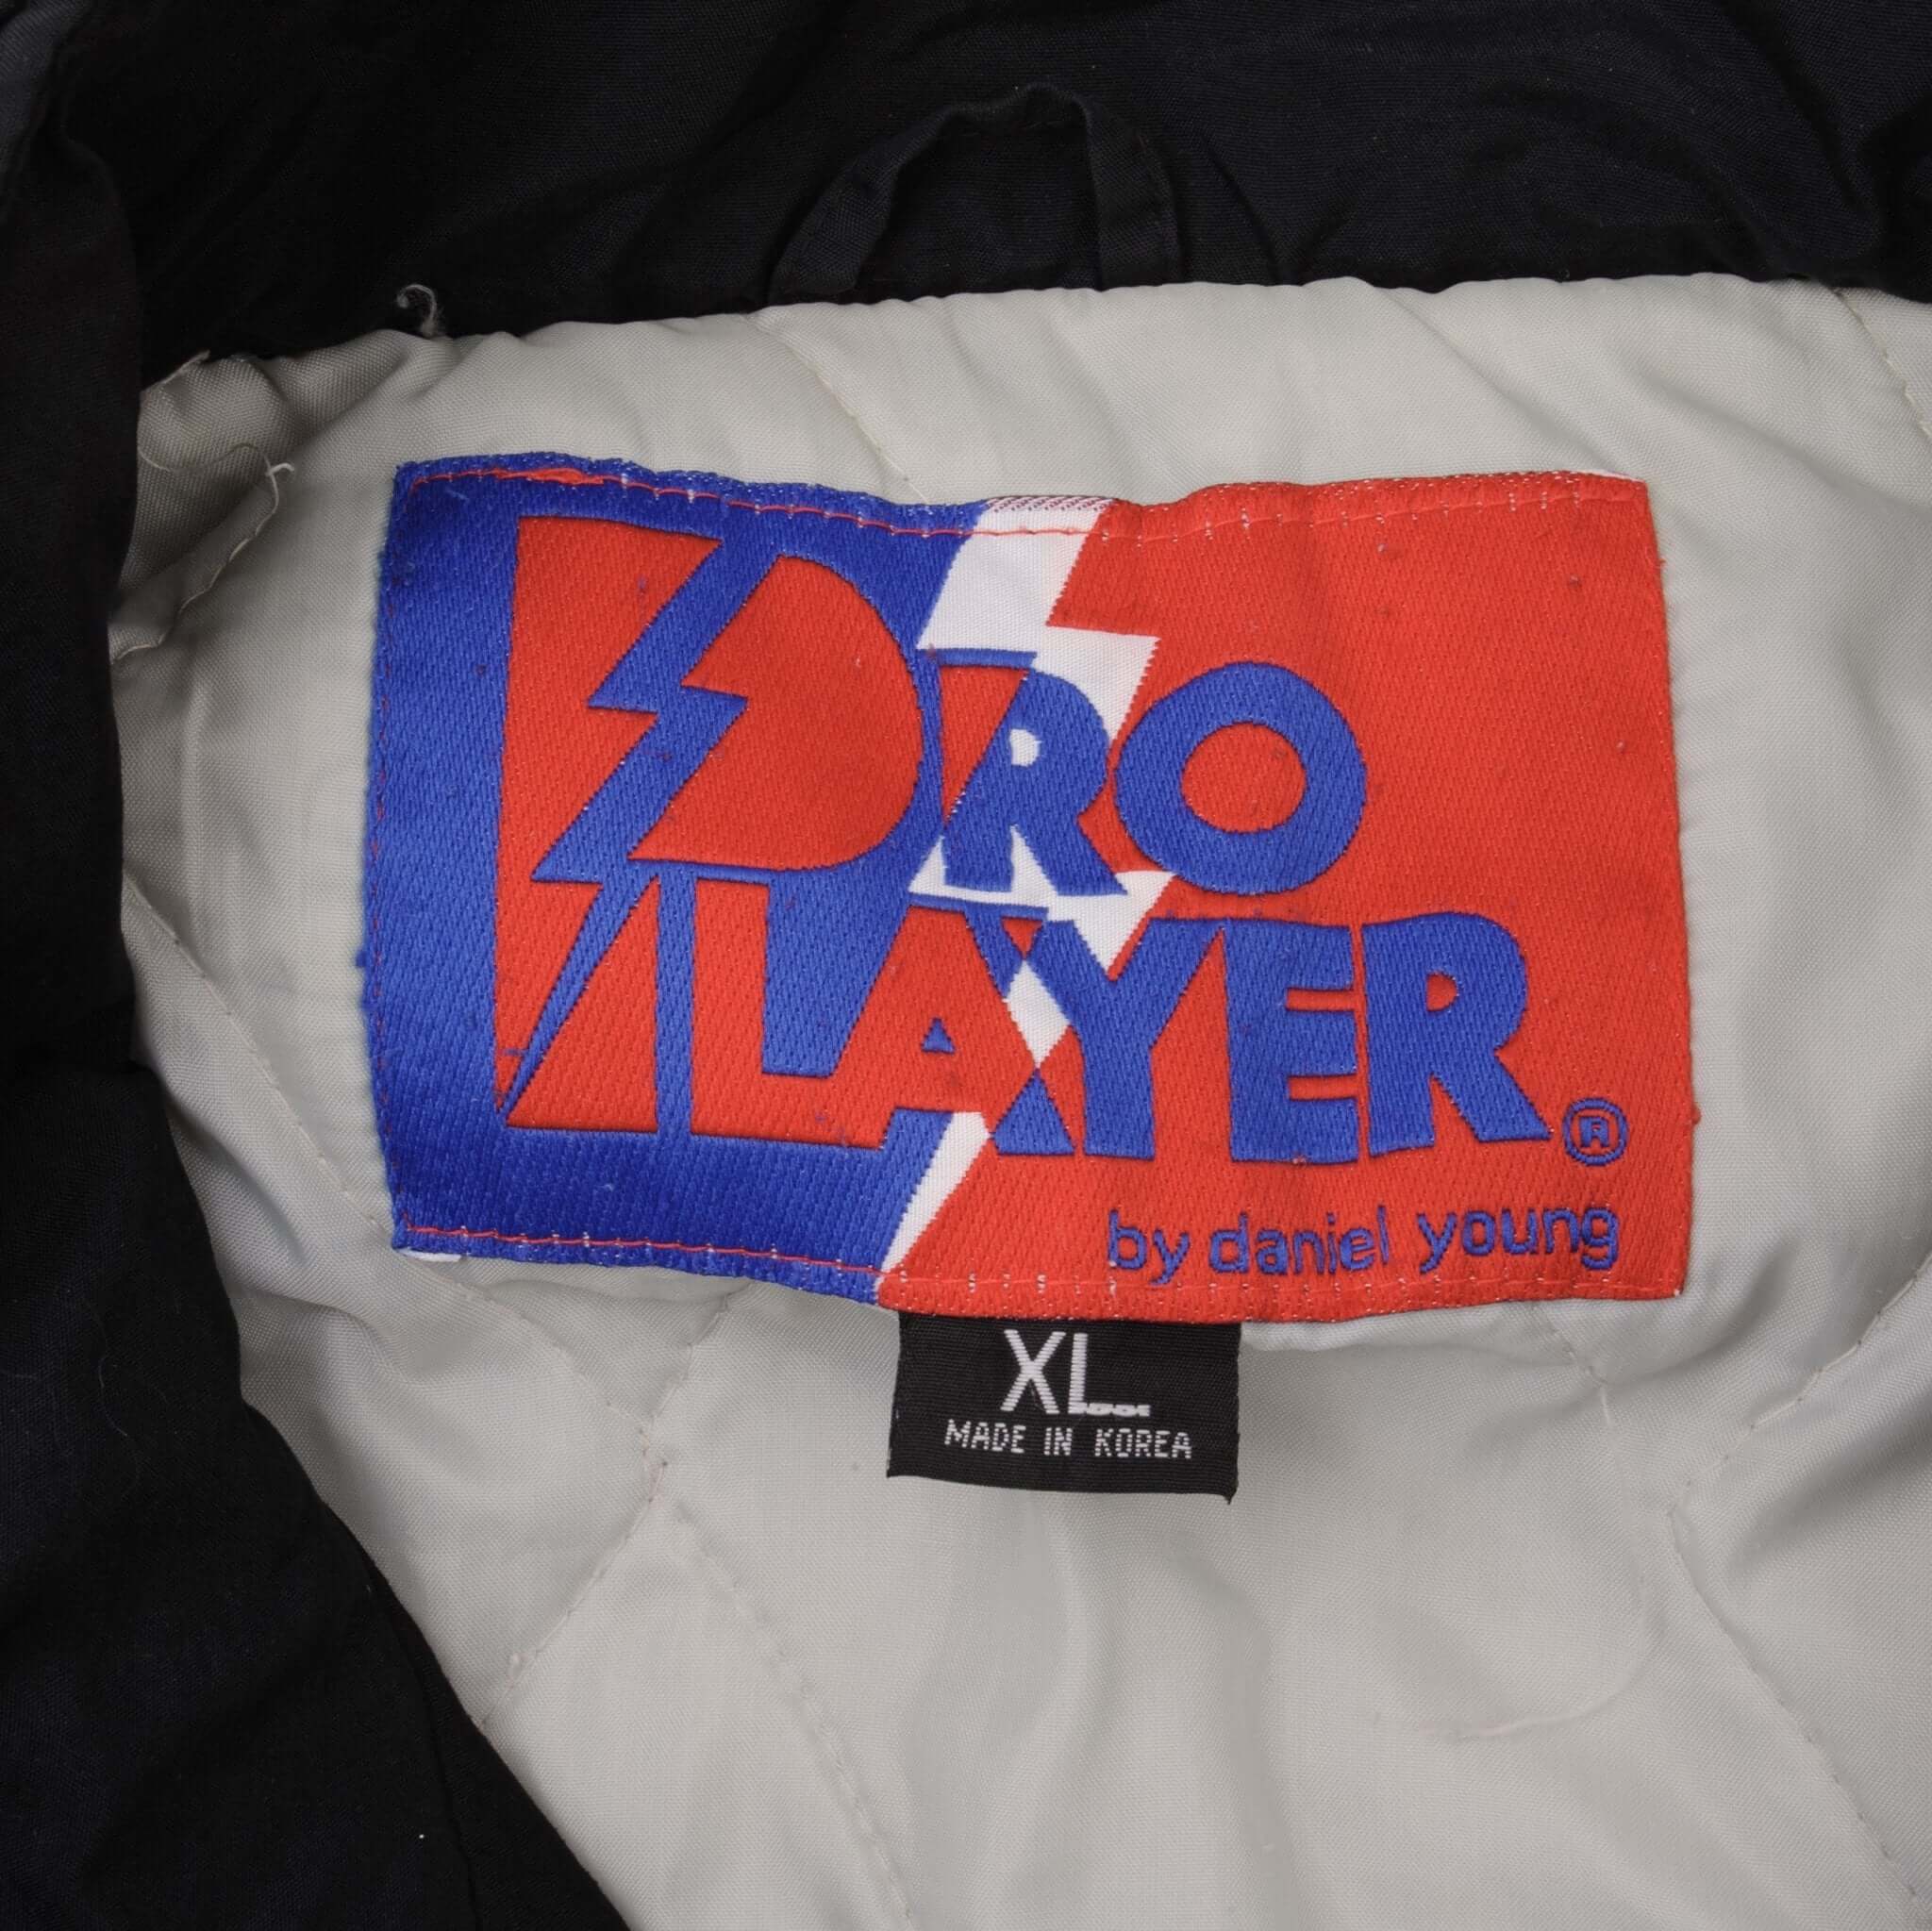 PRO
PLAYER®
by daniel young
XL
MADE IN KOREA